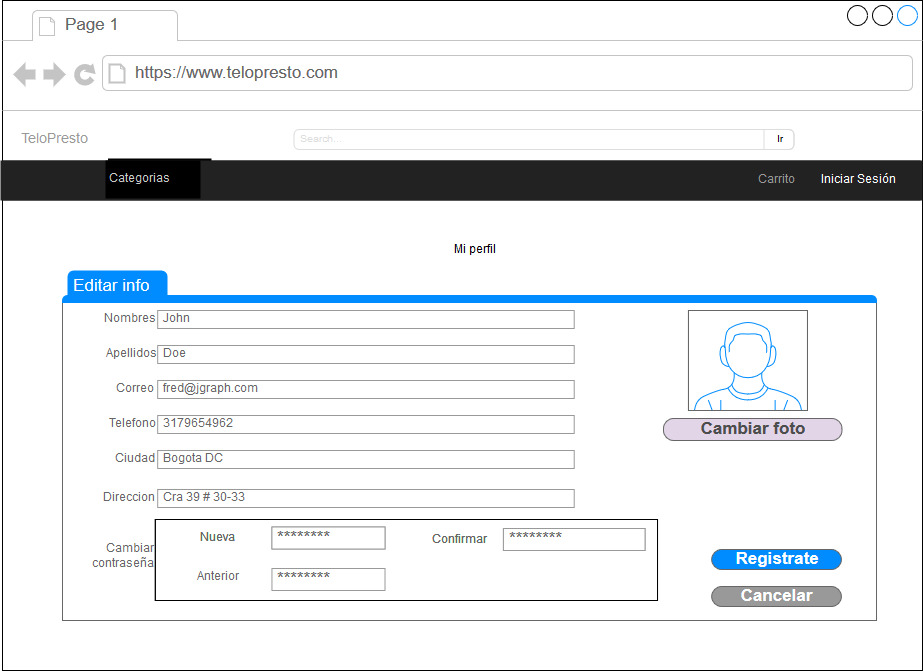 Page 1
https://www.telopresto.com
TeloPresto
Search...
Ir
Categorias
Carrito
Iniciar Sesión
Mi perfil
Editar info
Nombres
John
Apellidos
Doe
Correo
fred@jgraph.com
Telefono
3179654962
Ciudad
Bogota DC
Direccion
Cra 39 # 30-33
Cambiar foto
Cambiar
contraseña
Nueva
********
Confirmar
********
Anterior
********
Registrate
Cancelar